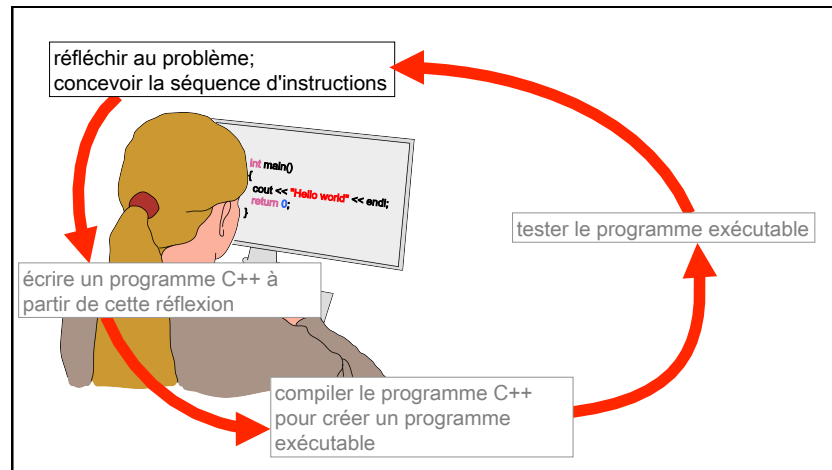 réfléchir au problème;
concevoir la séquence d'instructions
int main()
{
cout << "Hello world" << endl;
return 0;
}
tester le programme exécutable
écrire un programme C++ à
partir de cette réflexion
compiler le programme C++
pour créer un programme
exécutable